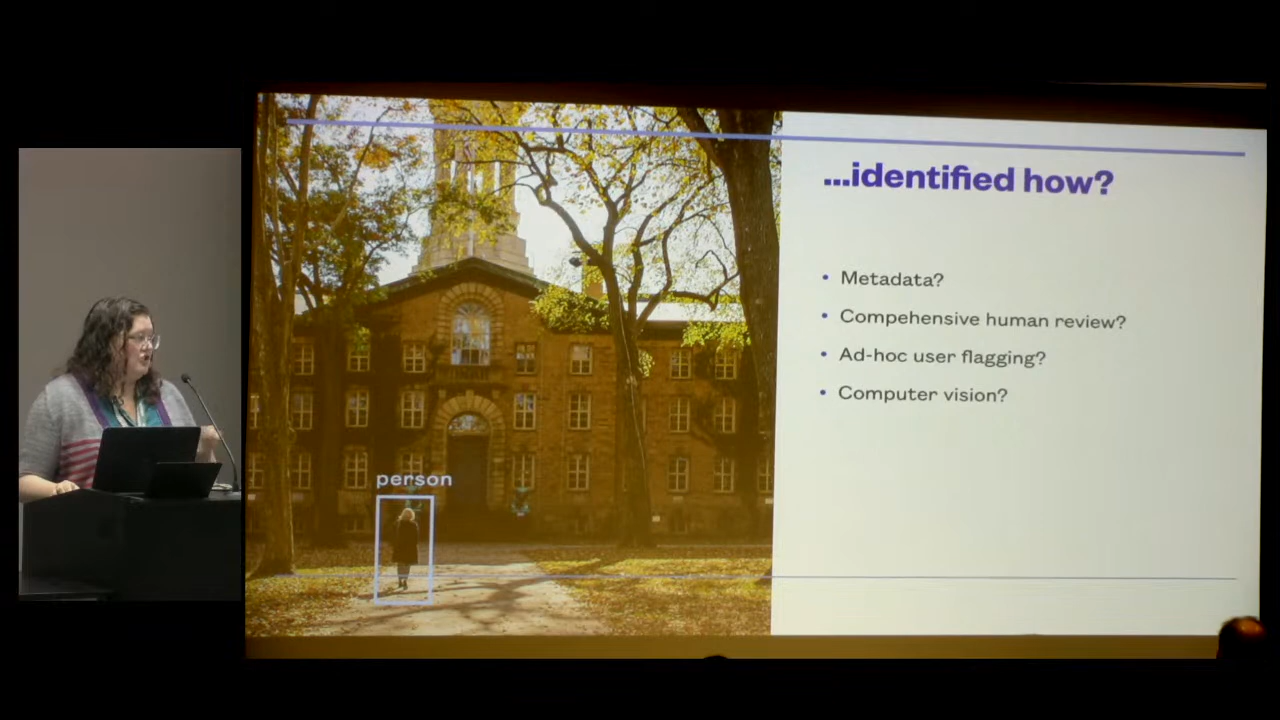 ...identified how?
• Metadata?
• Compehensive human review?
• Ad-hoc user flagging?
• Computer vision?
person